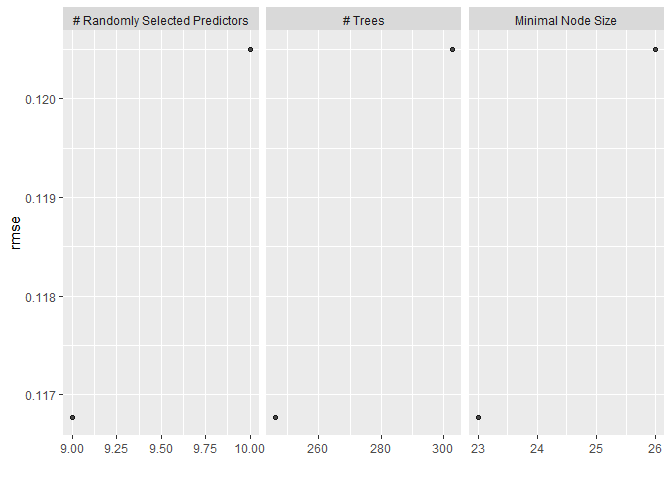 # Randomly Selected Predictors
# Trees
Minimal Node Size
rmse
0.120
0.119
0.118
0.117
9.00 9.25 9.50 9.75 10.00
260 280 300
23 24 25 26